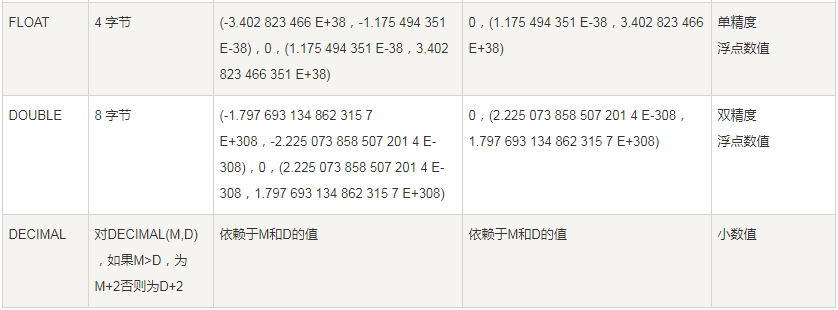 FLOAT
4 字节
(-3.402 823 466 E+38，-1.175 494 351
E-38)，0，(1.175 494 351 E-38，3.402
823 466 351 E+38)
0，(1.175 494 351 E-38，3.402 823 466
E+38)
单精度
浮点数值
DOUBLE
8 字节
(-1.797 693 134 862 315 7
E+308，-2.225 073 858 507 201 4 E-
308)，0，(2.225 073 858 507 201 4 E-
308，1.797 693 134 862 315 7 E+308)
0，(2.225 073 858 507 201 4 E-308，
1.797 693 134 862 315 7 E+308)
双精度
浮点数值
DECIMAL
对DECIMAL(M,D)
，如果M>D，为
M+2否则为D+2
依赖于M和D的值
依赖于M和D的值
小数值